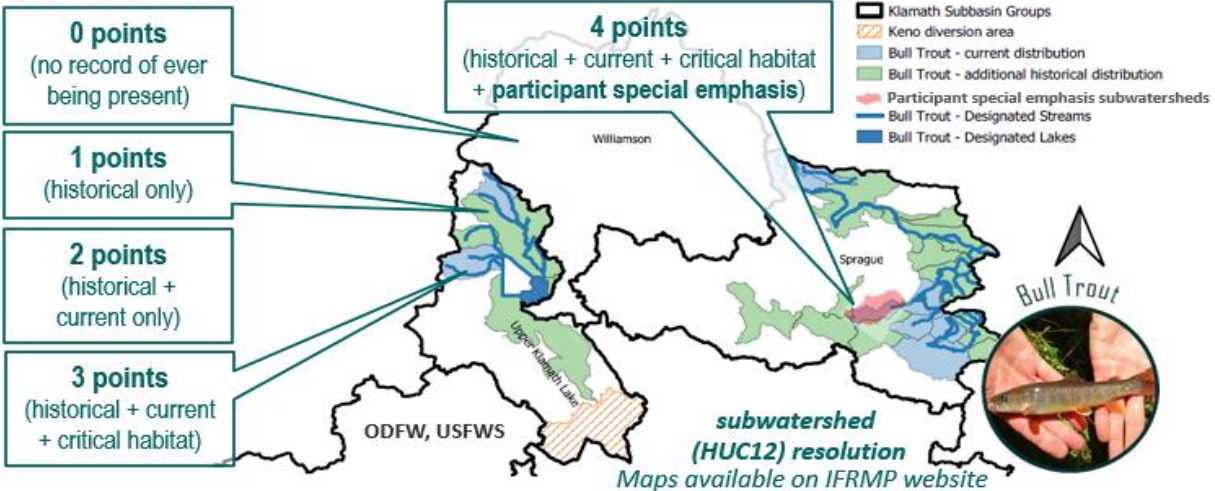 0 points
(no record of ever
being present)
1 points
(historical only)
2 points
(historical +
current only)
3 points
(historical + current
+ critical habitat)
4 points
(historical + current + critical habitat
+ participant special emphasis)
Klamath Subbasin Groups
Keno diversion area
Bull Trout - current distribution
Bull Trout - additional historical distribution
Participant special emphasis subwatersheds
Bull Trout - Designated Streams
Bull Trout - Designated Lakes
Williamson
Sprague
Upper Klamath Lake
Bull Trout
ODFW, USFWS
subwatershed
(HUC12) resolution
Maps available on IFRMP website